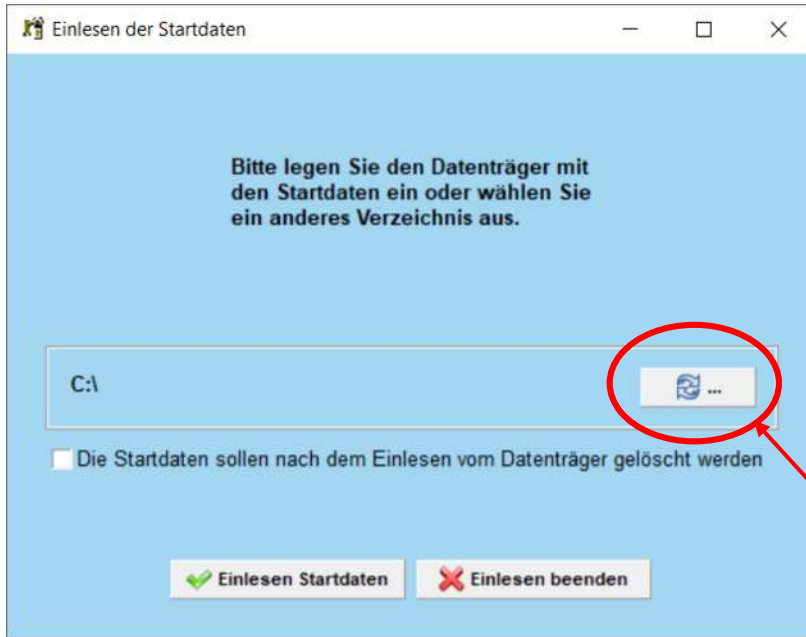 Einlesen der Startdaten
Bitte legen Sie den Datenträger mit
den Startdaten ein oder wählen Sie
ein anderes Verzeichnis aus.
C:\
...
Die Startdaten sollen nach dem Einlesen vom Datenträger gelöscht werden
Einlesen Startdaten
Einlesen beenden